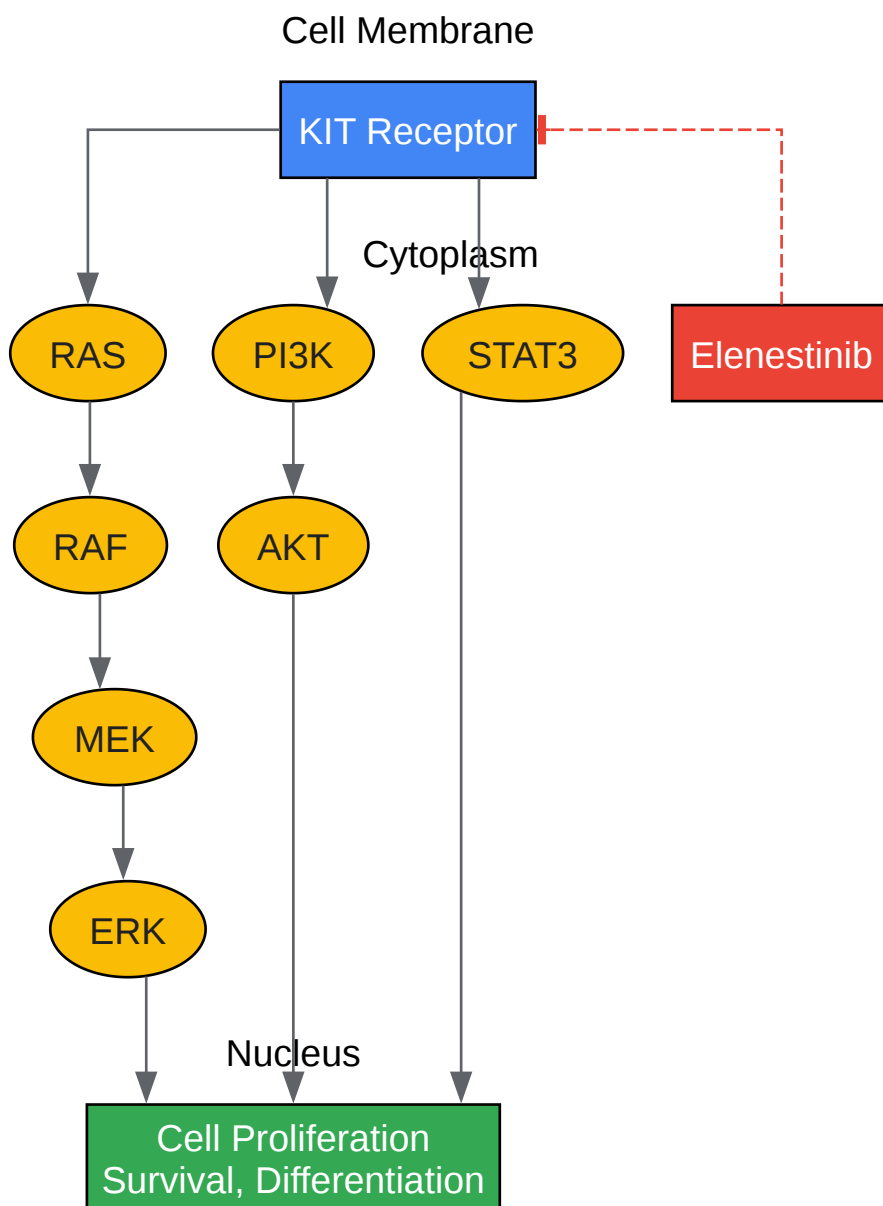 Cell Membrane
KIT Receptor
Cytoplasm
RAS
PI3K
STAT3
Elenestinib
RAF
AKT
MEK
ERK
Nucleus
Cell Proliferation
Survival, Differentiation